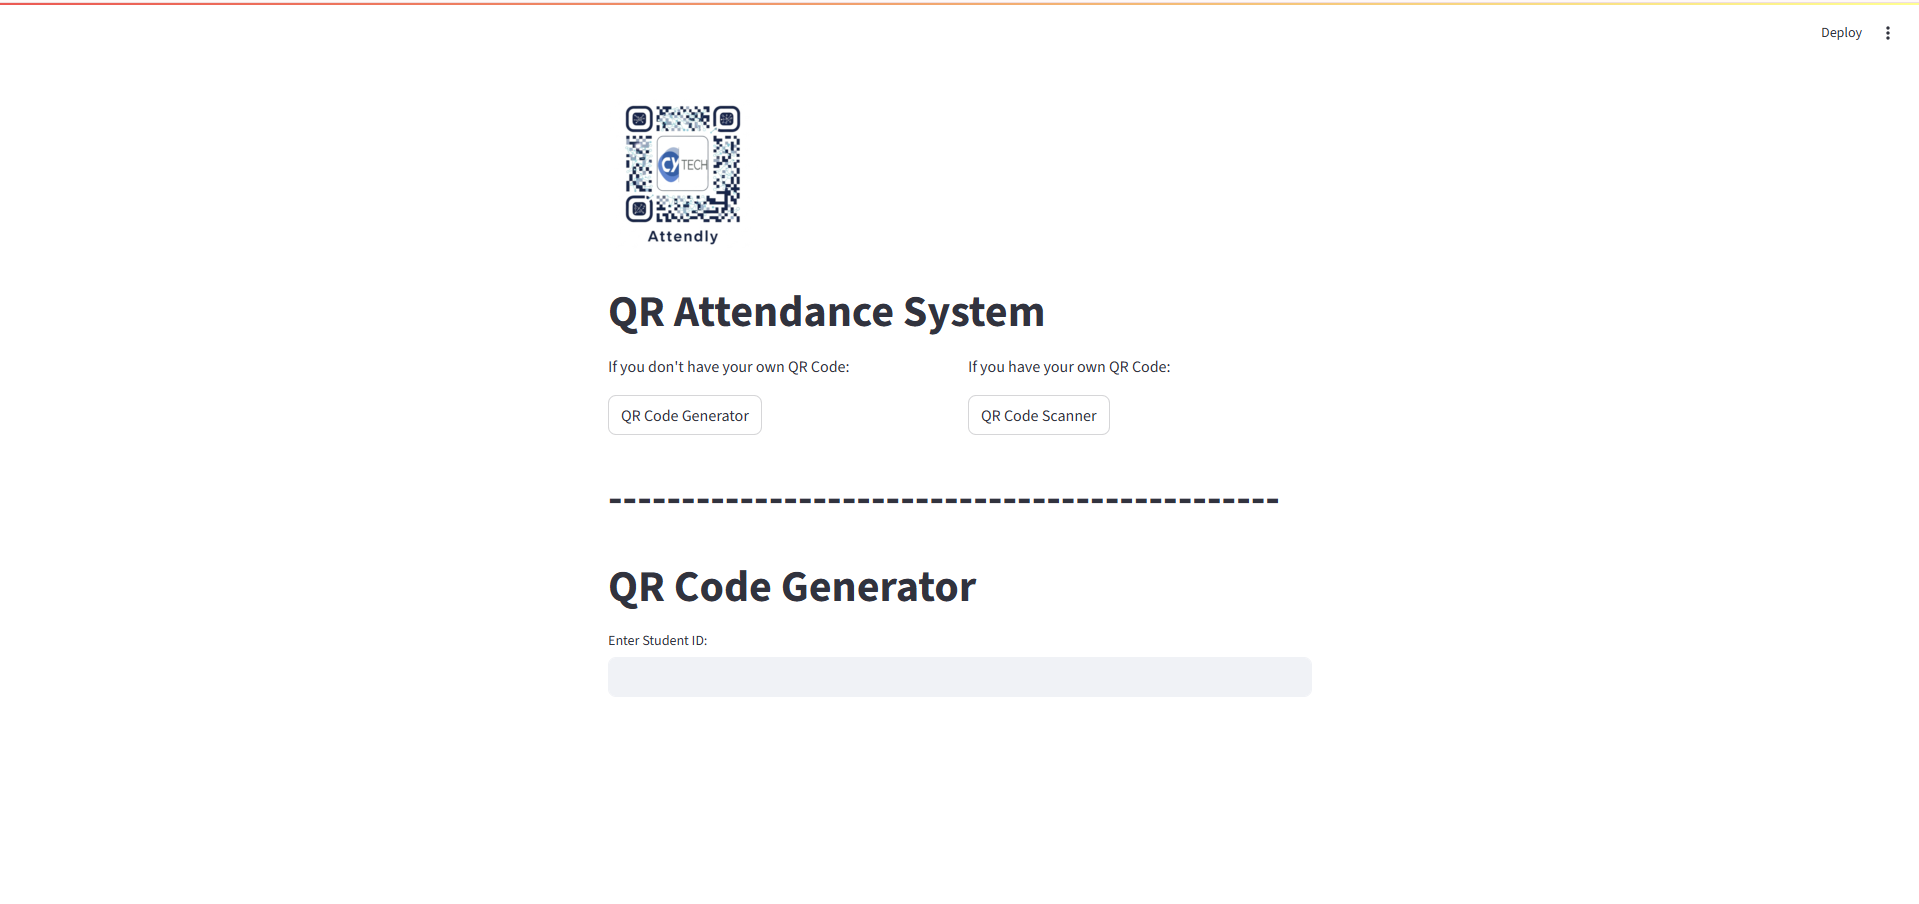 Deploy
CY TECH
Attendly
QR Attendance System
If you don't have your own QR Code:
QR Code Generator
If you have your own QR Code:
QR Code Scanner
----------------------------------------------
QR Code Generator
Enter Student ID: